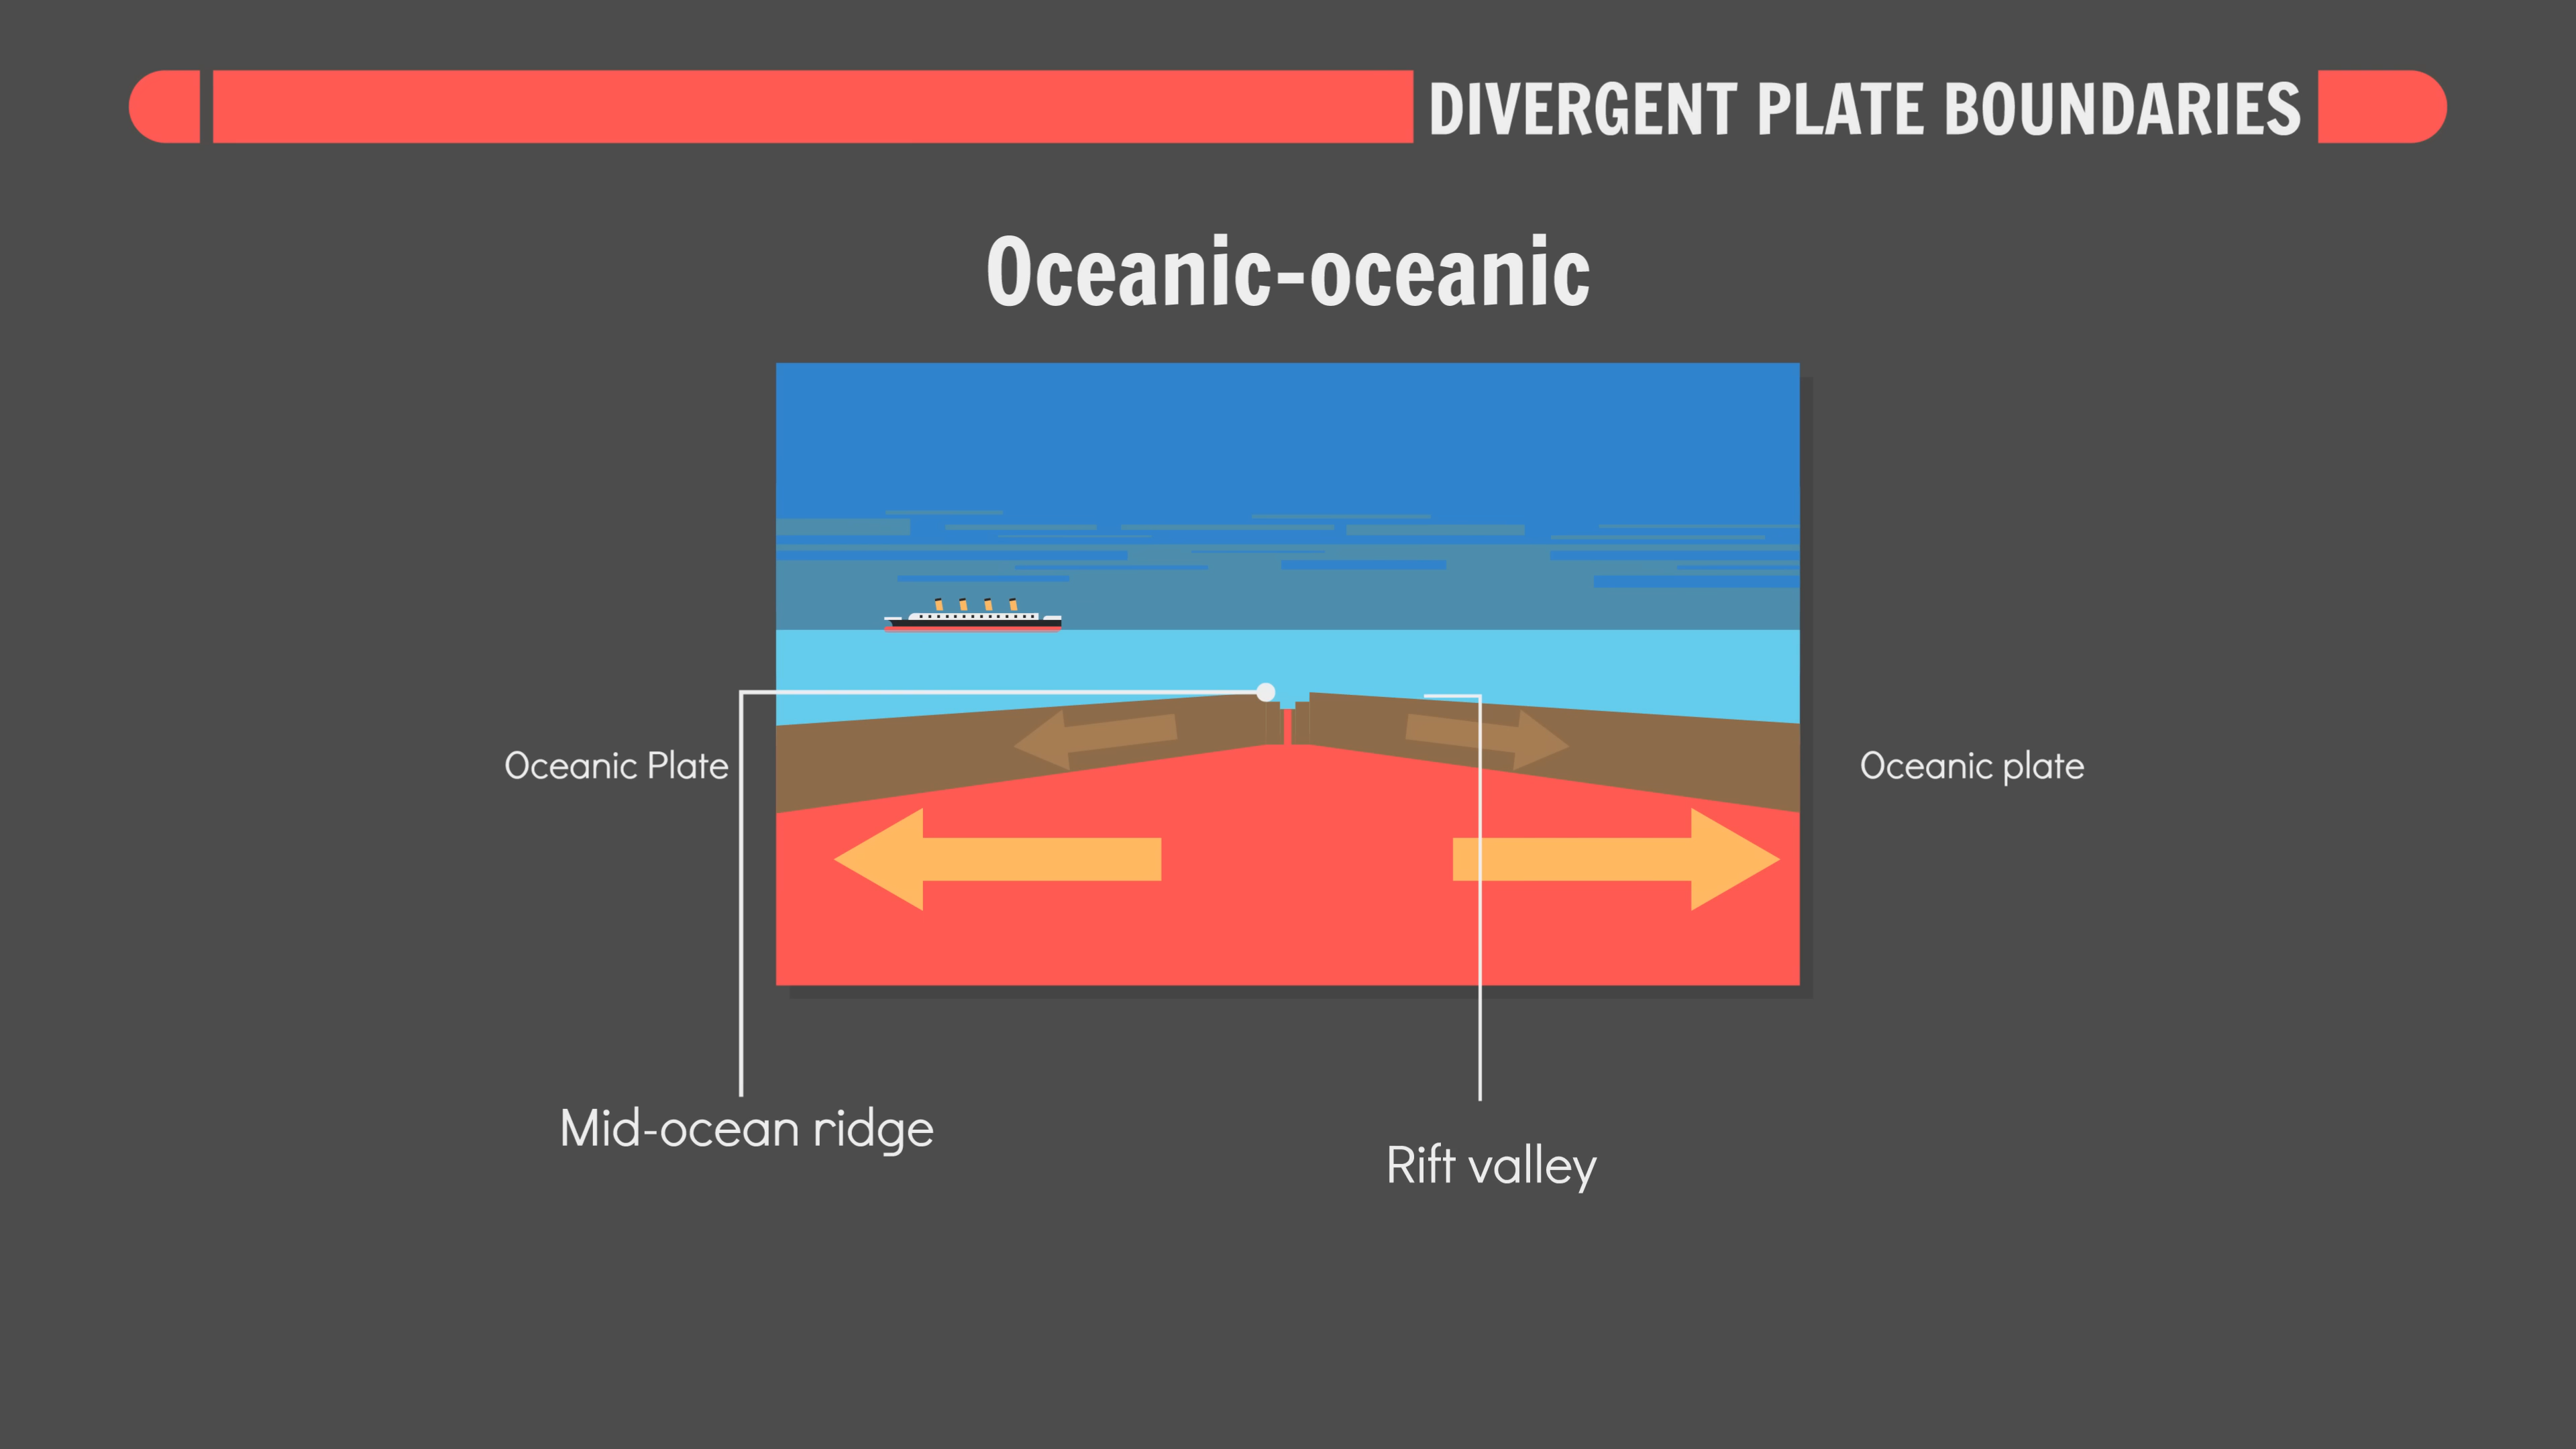 DIVERGENT PLATE BOUNDARIES
Oceanic-oceanic
Oceanic Plate
Oceanic plate
Mid-ocean ridge
Rift valley